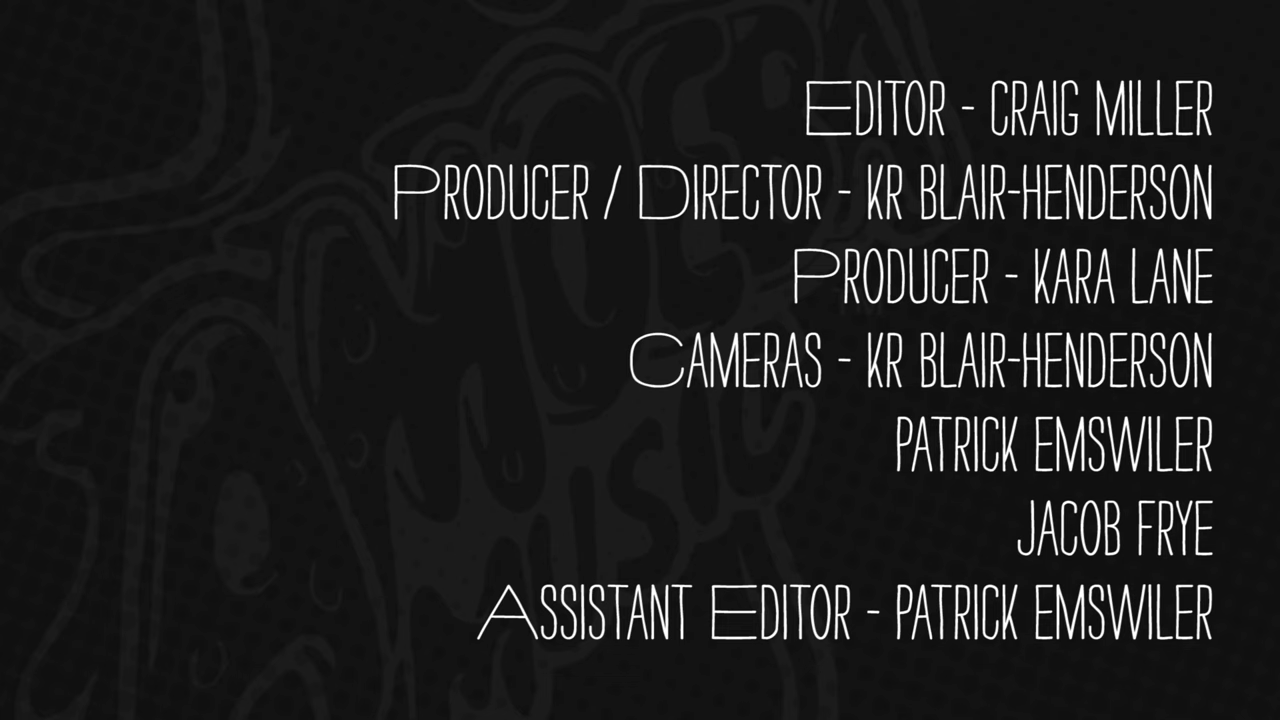 EDITOR - CRAIG MILLER
PRODUCER / DIRECTOR - KR BLAIR-HENDERSON
PRODUCER - KARA LANE
CAMERAS - KR BLAIR-HENDERSON
PATRICK EMSWILER
JACOB FRYE
ASSISTANT EDITOR - PATRICK EMSWILER